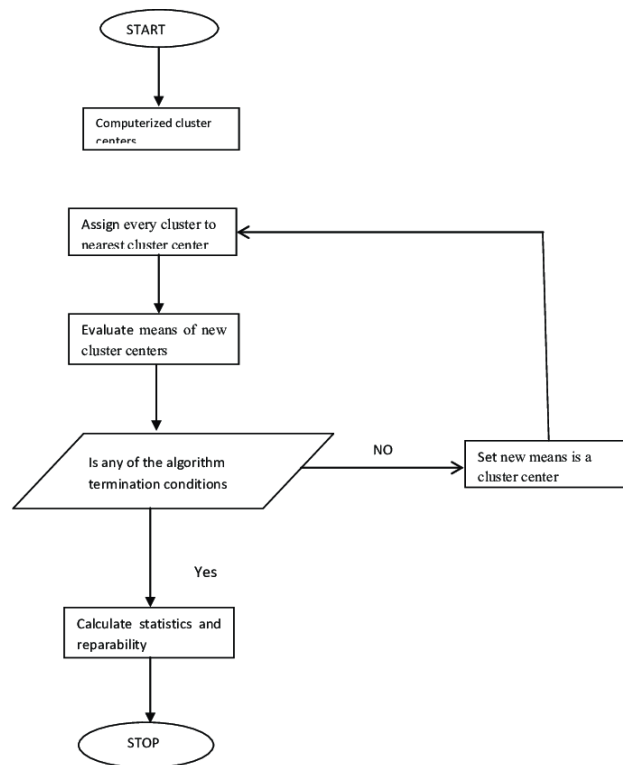 START
Computerized cluster
centers
Assign every cluster to
nearest cluster center
Evaluate means of new
cluster centers
Is any of the algorithm
termination conditions
NO
Set new means is a
cluster center
Yes
Calculate statistics and
reparability
STOP